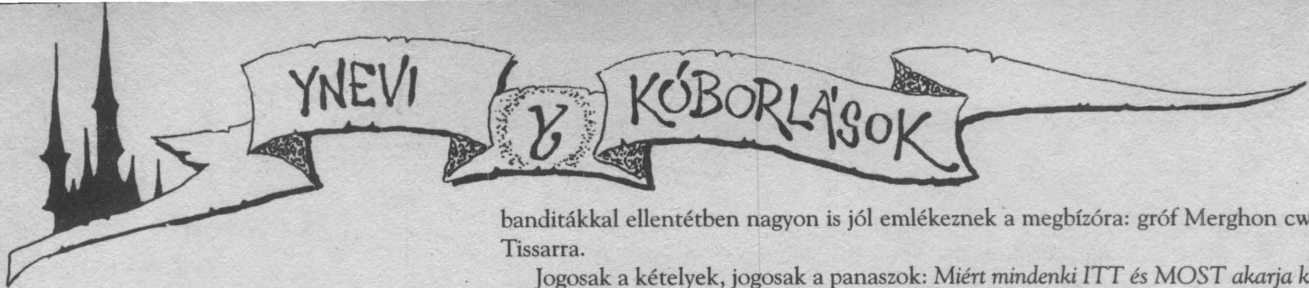 YNEVI
Y
KÓBORLÁSOK
banditákkal ellentétben nagyon is jól emlékeznek a megbízóra: gróf Merghon cw
Tissarra.
Jogosak a kételyek, jogosak a panaszok: Miért mindenki ITT és MOST akarja k